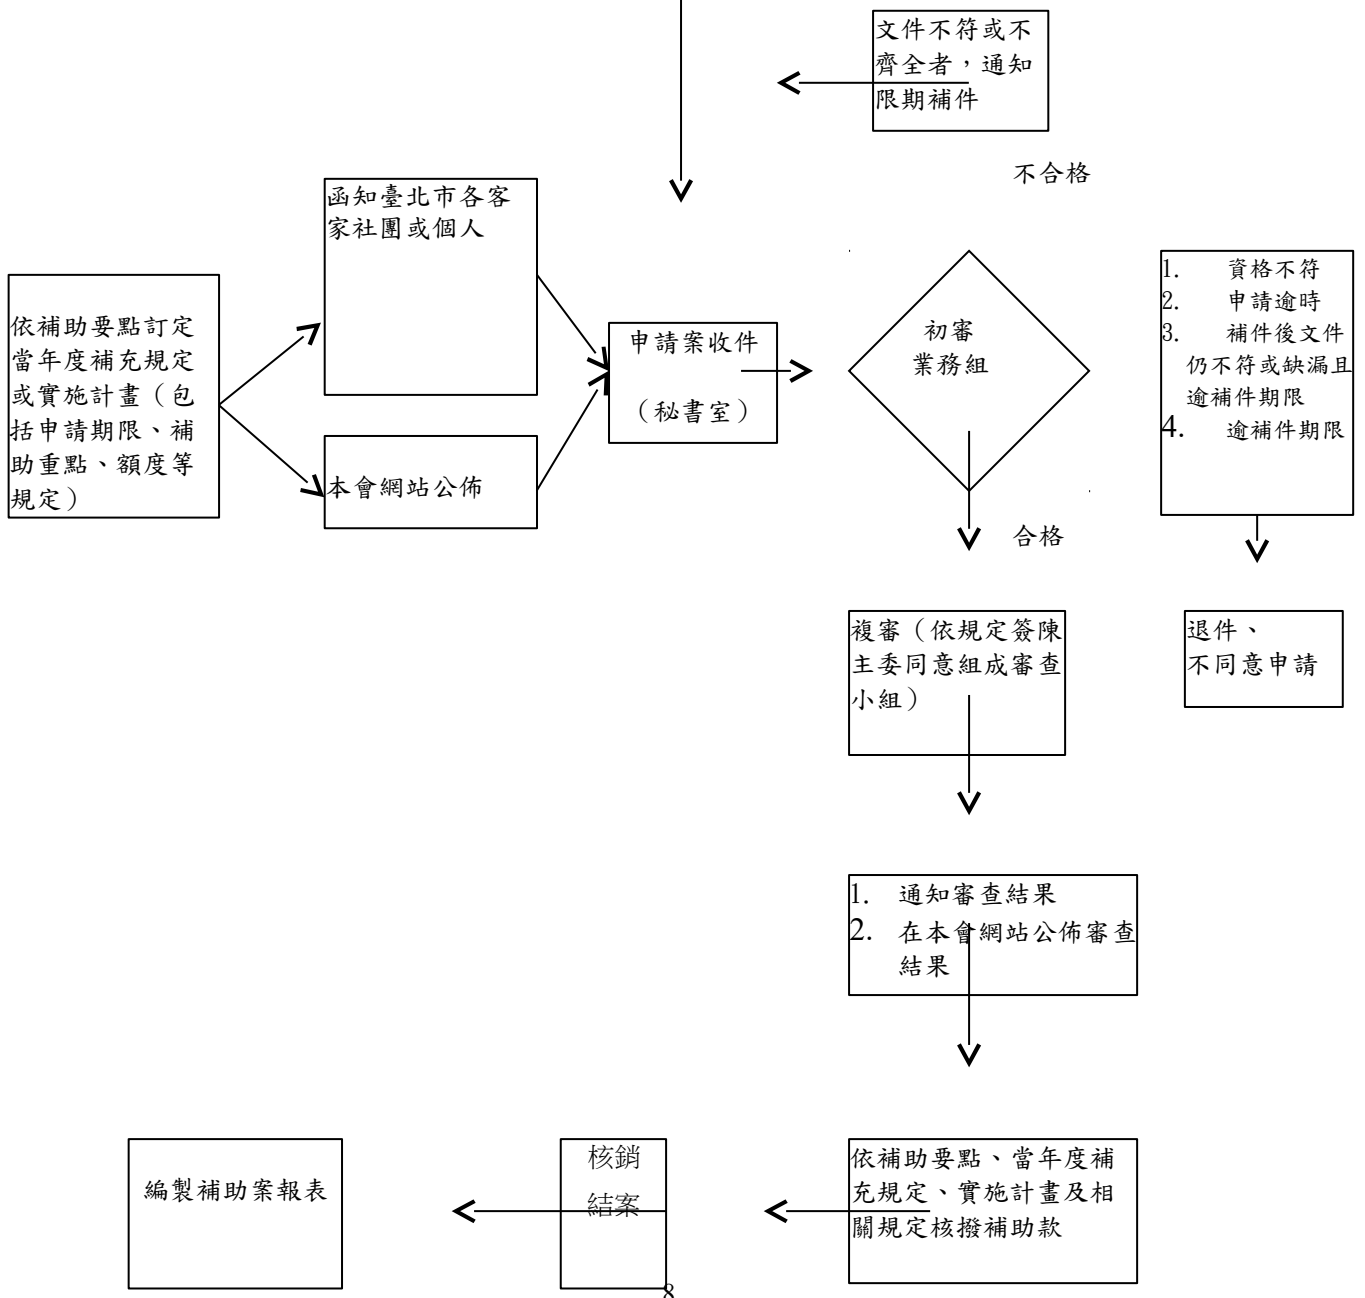 文件不符或不
齊全者，通知
限期補件
不合格
函知臺北市各客
家社團或個人
依補助要點訂定
當年度補充規定
或實施計畫（包
括申請期限、補
助重點、額度等
規定）
本會網站公佈
申請案收件
（秘書室）
初審
業務組
1. 資格不符
2. 申請逾時
3. 補件後文件
仍不符或缺漏且
逾補件期限
4. 逾補件期限
合格
複審（依規定簽陳
主委同意組成審查
小組）
退件、
不同意申請
1. 通知審查結果
2. 在本會網站公佈審查
結果
依補助要點、當年度補
充規定、實施計畫及相
關規定核撥補助款
核銷
結案
編製補助案報表
8